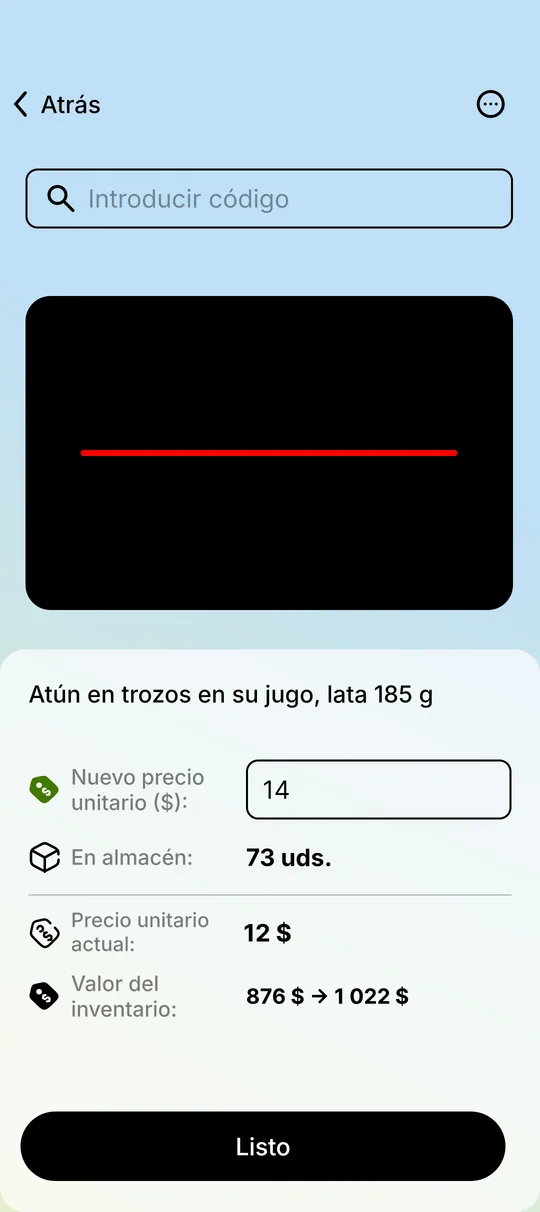 Atrás
Introducir código
Atún en trozos en su jugo, lata 185 g
Nuevo precio
unitario ($):
14
En almacén:
73 uds.
Precio unitario
actual:
12 $
Valor del
inventario:
876 $ → 1 022 $
Listo